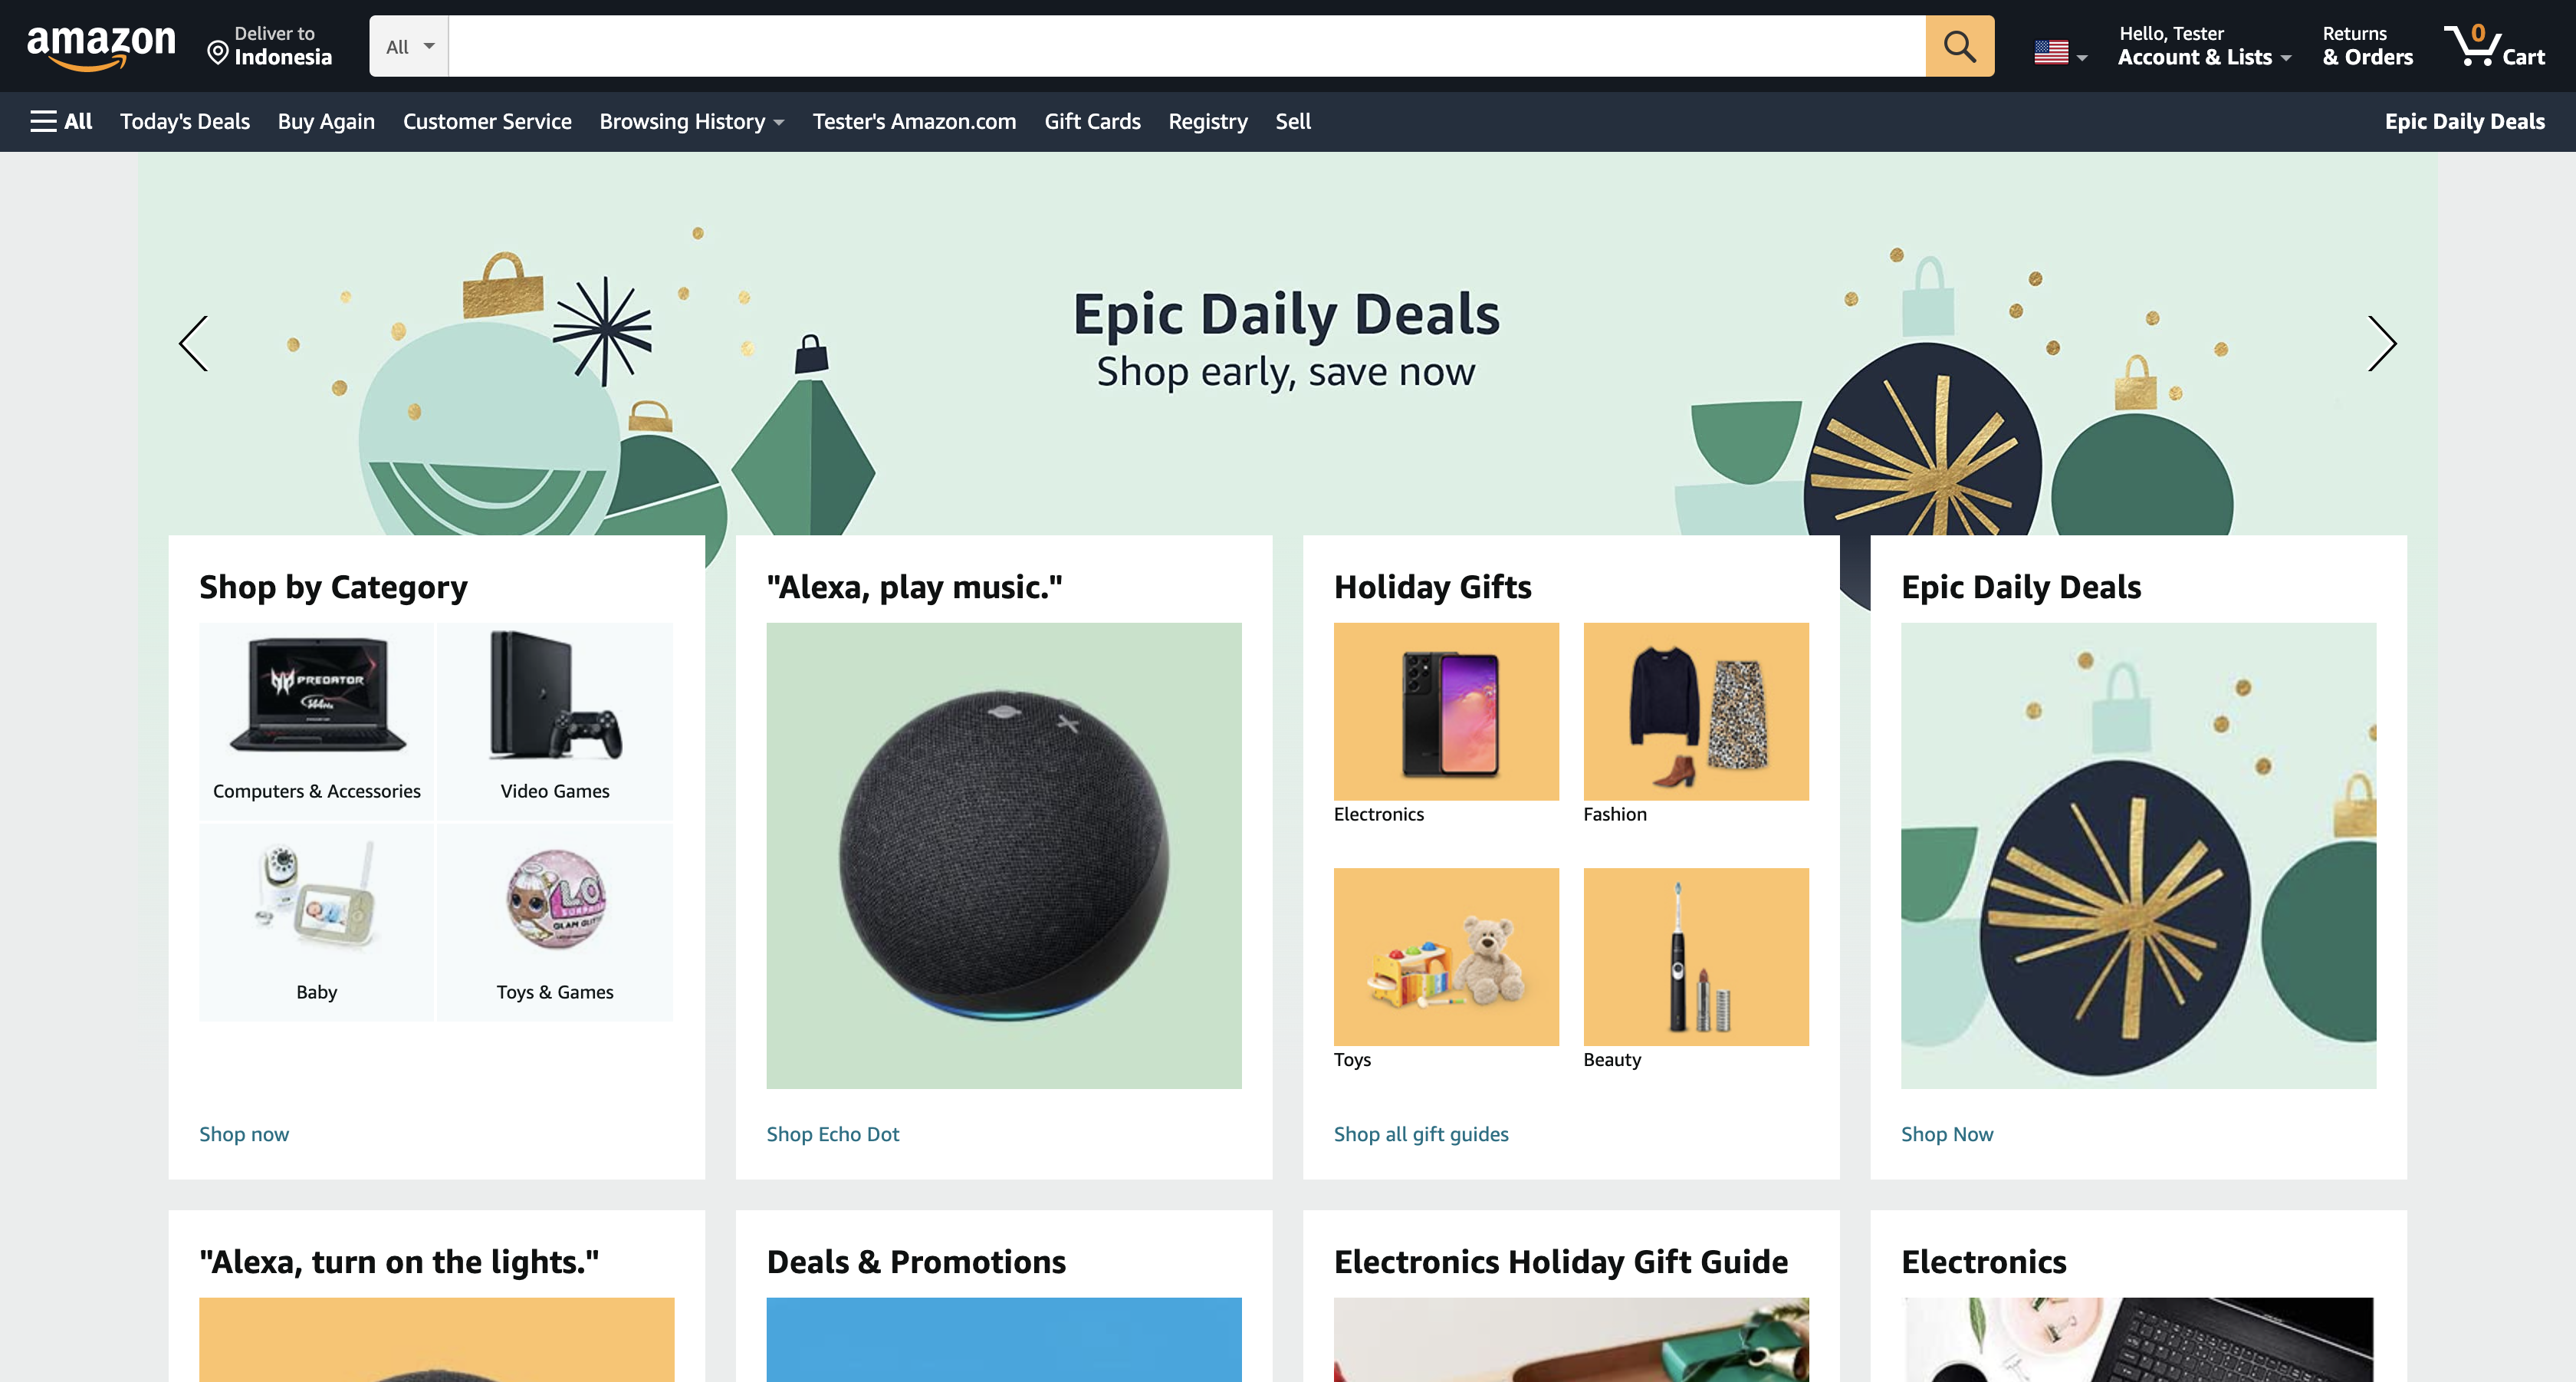 amazon
Deliver to
Indonesia
All
Hello, Tester
Account & Lists
Returns
& Orders
0
Cart
All
Today's Deals
Buy Again
Customer Service
Browsing History
Tester's Amazon.com
Gift Cards
Registry
Sell
Epic Daily Deals
Epic Daily Deals
Shop early, save now
Shop by Category
PREDATOR
Computers & Accessories
Video Games
Baby
Toys & Games
Shop now
"Alexa, play music."
Shop Echo Dot
Holiday Gifts
Electronics
Fashion
Toys
Beauty
Shop all gift guides
Epic Daily Deals
Shop Now
"Alexa, turn on the lights."
Deals & Promotions
Electronics Holiday Gift Guide
Electronics